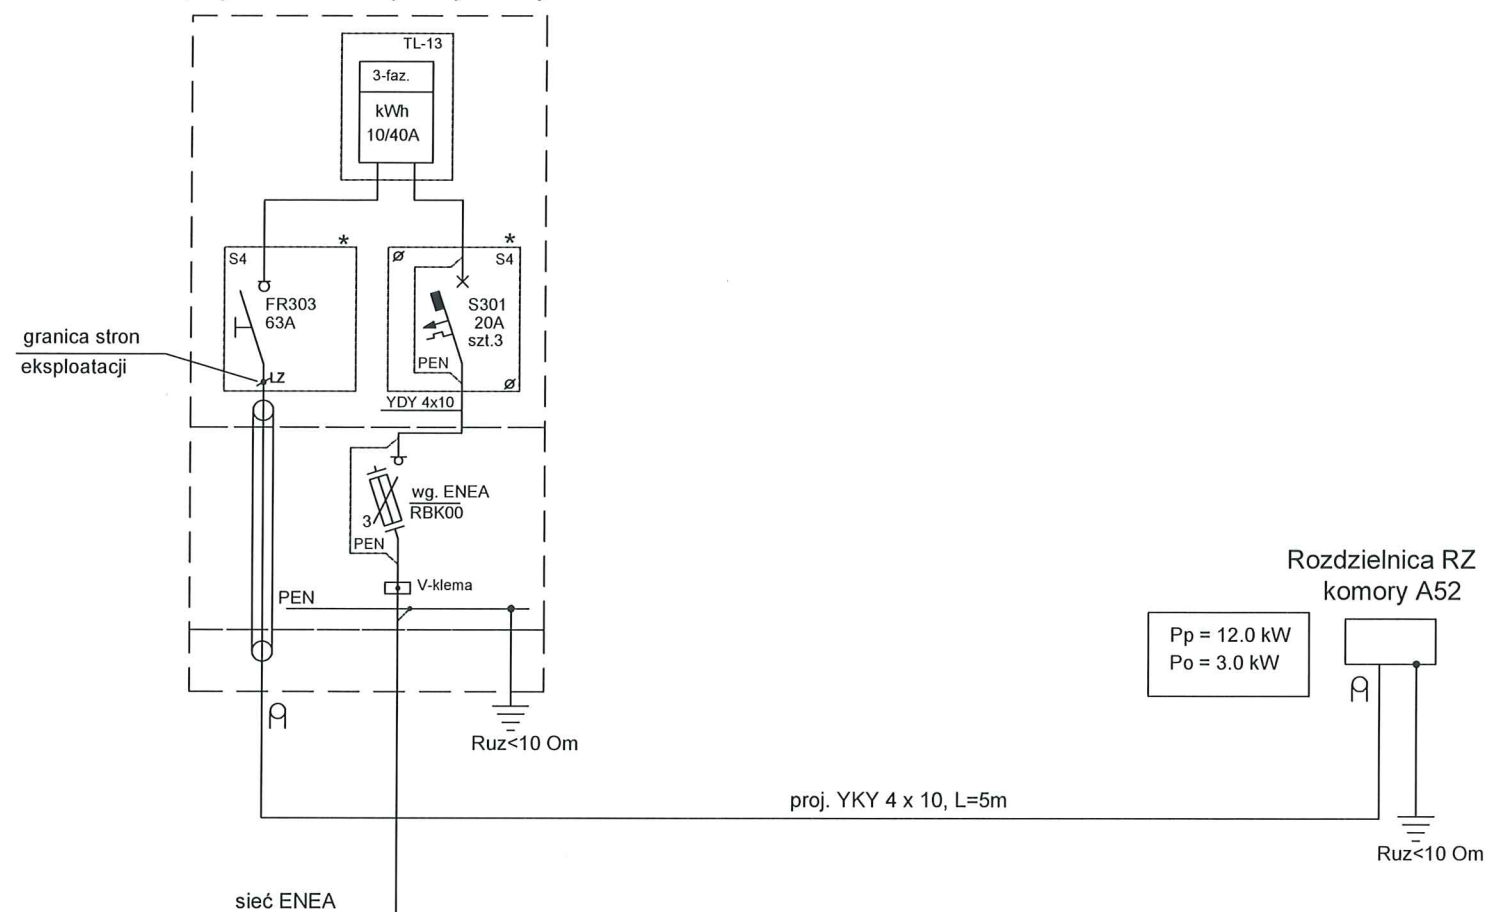 TL-13
3-faz.
kWh
10/40A
*
S4
FR303
63A
LZ
*
S4
S301
20A
szt.3
PEN
granica stron
eksploatacji
YDY 4x10
wg. ENEA
RBK00
3
PEN
V-klema
PEN
Ruz<10 Om
Rozdzielnica RZ
komory A52
Pp = 12.0 kW
Po = 3.0 kW
proj. YKY 4 x 10, L=5m
Ruz<10 Om
sieć ENEA